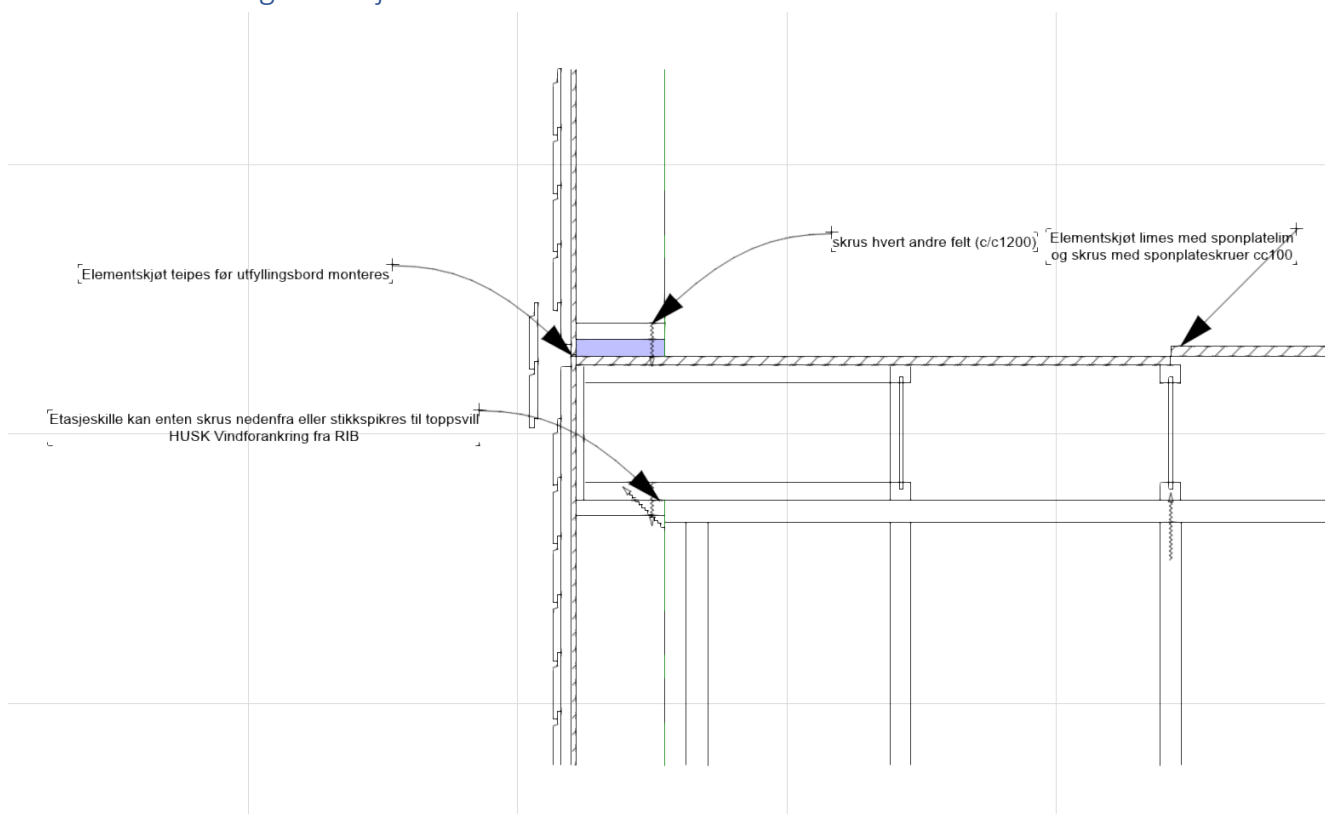 skrus hvert andre felt (c/c1200)
Elementskjøt limes med sponplatelim
og skrus med sponplateskruer cc100
Elementskjøt teipes før utfyllingsbord monteres
Etasjeskille kan enten skrus nedenfra eller stikkspikres til toppsvill
HUSK Vindforankring fra RIB